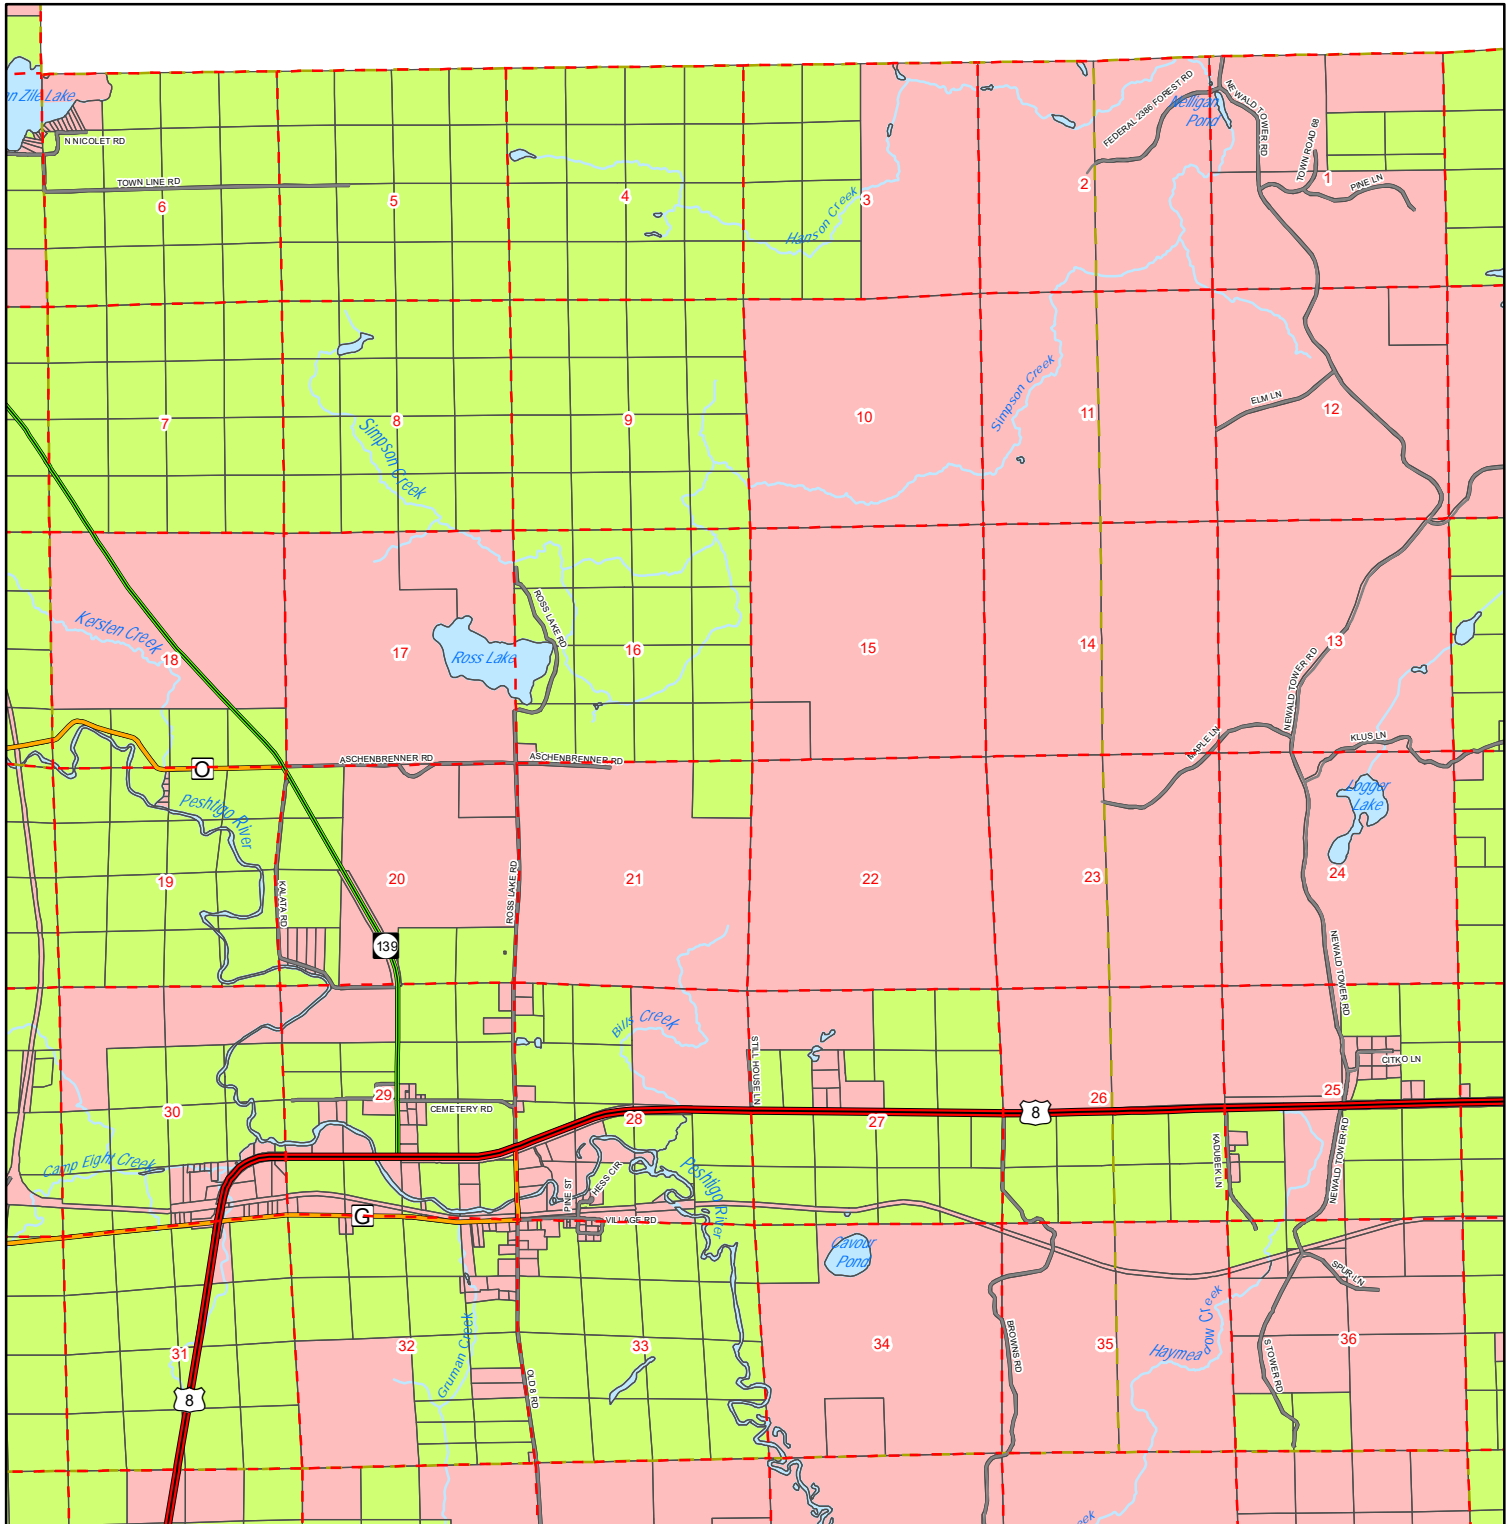 n Zile Lake
N NICOLET RD
TOWN LINE RD
6
5
4
3
2
1
Hanson Creek
FEDERAL 2386 FOREST RD
Nelligan
Pond
NEWALD TOWER RD
TOWN ROAD 68
PINE LN
7
8
9
10
11
12
Simpson Creek
Simpson Creek
ELM LN
Kersten Creek
18
17
Ross Lake
ROSS LAKE RD
16
15
14
13
NEWALD TOWER RD
MAPLE LN
KLUS LN
O
ASCHENBRENNER RD
ASCHENBRENNER RD
Peshtigo River
Logger
Lake
19
20
21
22
23
24
KALATA RD
ROSS LAKE RD
139
NEWALD TOWER RD
Bills Creek
STILL HOUSE LN
CITKO LN
30
29
CEMETERY RD
28
27
8
26
25
Camp Eight Creek
PINE ST
HESS CIR
Peshtigo River
KADUBEK LN
NEWALD TOWER RD
G
VILLAGE RD
Cavour
Pond
SPUR LN
31
32
33
34
35
36
Gruman Creek
OLD 8 RD
BROWNS RD
Haymeadow Creek
S TOWER RD
8
eek